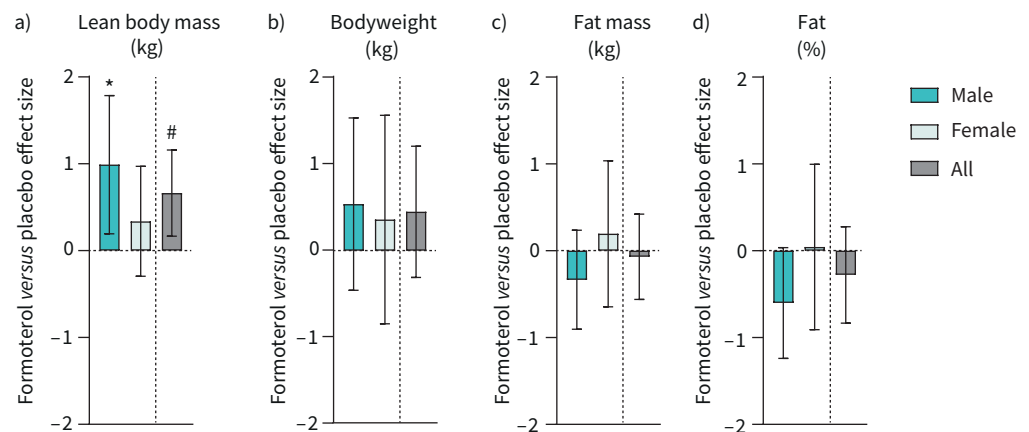 a) Lean body mass
(kg)
Formoterol versus placebo effect size
2
1
0
−1
−2
*
#
b) Bodyweight
(kg)
Formoterol versus placebo effect size
2
1
0
−1
−2
c) Fat mass
(kg)
Formoterol versus placebo effect size
2
1
0
−1
−2
d) Fat
(%)
Formoterol versus placebo effect size
2
1
0
−1
−2
Male
Female
All